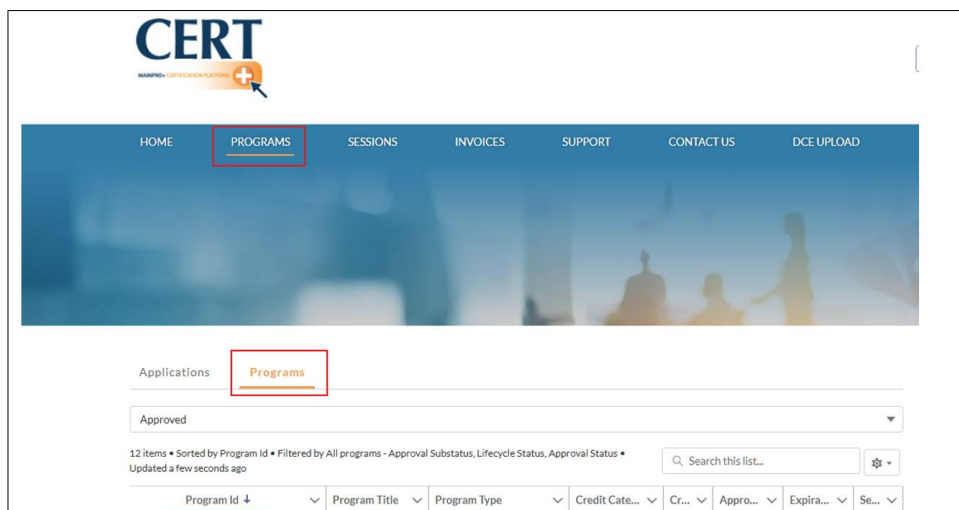 CERT
MAINPRO+ CERTIFICATION PLATFORM
HOME PROGRAMS SESSIONS INVOICES SUPPORT CONTACT US DCE UPLOAD
Applications Programs
Approved
12 items • Sorted by Program Id • Filtered by All programs - Approval Substatus, Lifecycle Status, Approval Status •
Updated a few seconds ago
Search this list...
Program Id ↓ Program Title Program Type Credit Cate... Cr... Appro... Expira... Se...